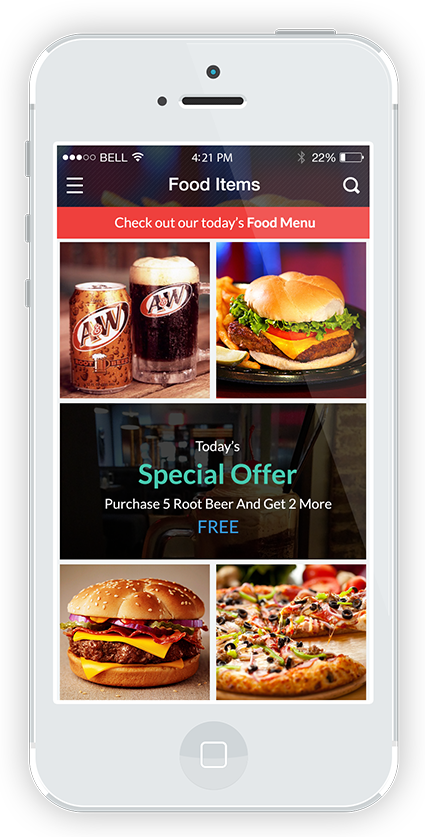 BELL 4:21 PM 22%
Food Items
Check out our today's Food Menu
A&W A&W
Today's
Special Offer
Purchase 5 Root Beer And Get 2 More
FREE